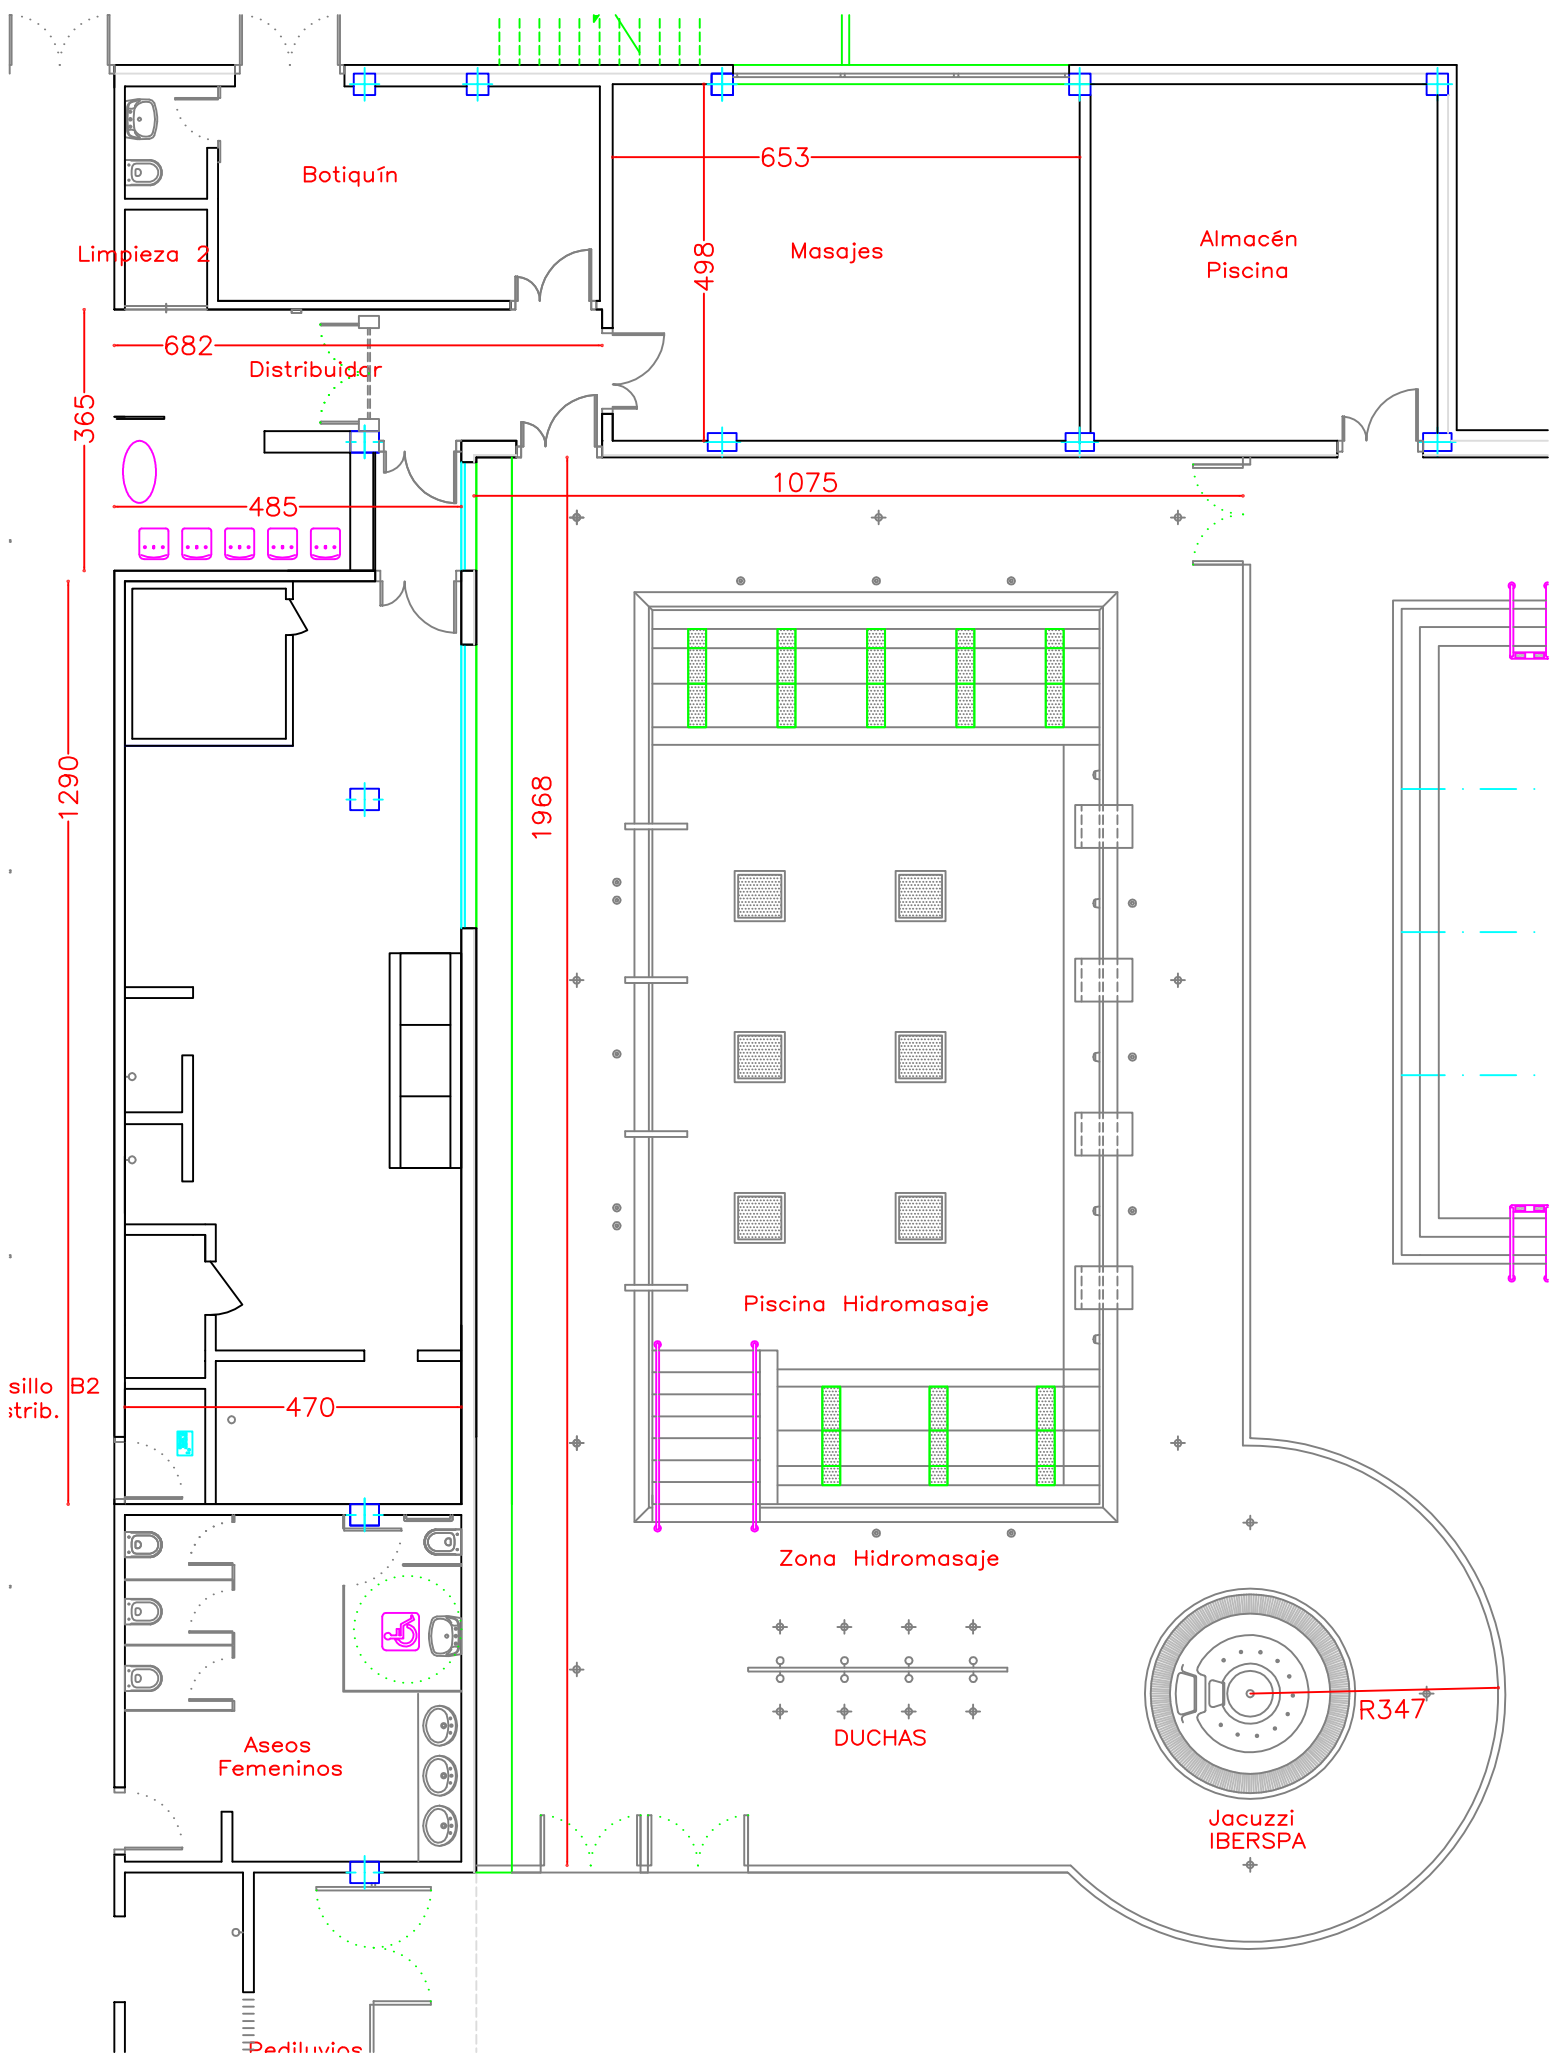 653
Botiquín
Almacén
Piscina
Masajes
Limpieza 2
498
682
Distribuidor
365
1075
485
1290
1968
Piscina Hidromasaje
sillo B2
strib.
470
Zona Hidromasaje
R347
DUCHAS
Aseos
Femeninos
Jacuzzi
IBERSPA
Pediluvios